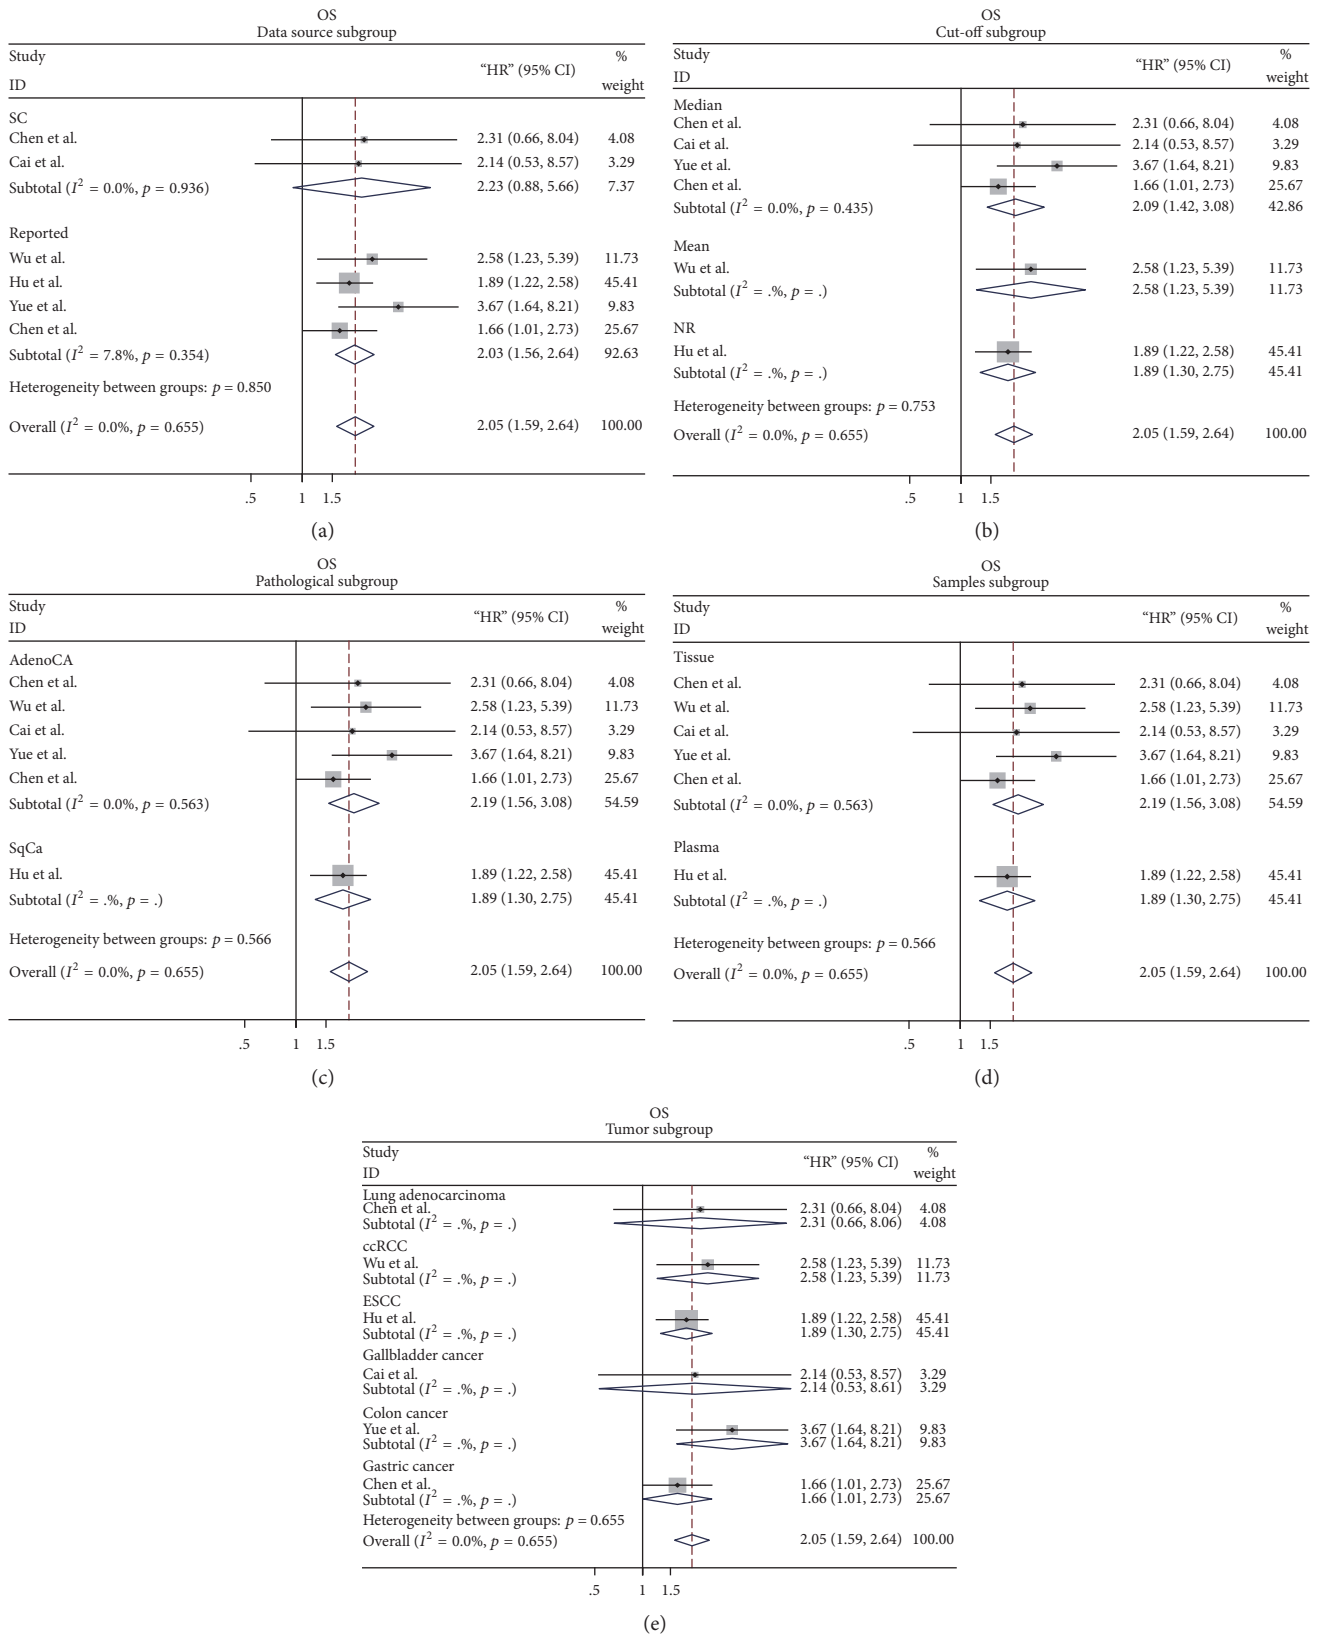 OS
Data source subgroup
Study
ID
“HR” (95% CI)
%
weight
SC
Chen et al. 2.31 (0.66, 8.04) 4.08
Cai et al. 2.14 (0.53, 8.57) 3.29
Subtotal (I² = 0.0%, p = 0.936) 2.23 (0.88, 5.66) 7.37
Reported
Wu et al. 2.58 (1.23, 5.39) 11.73
Hu et al. 1.89 (1.22, 2.58) 45.41
Yue et al. 3.67 (1.64, 8.21) 9.83
Chen et al. 1.66 (1.01, 2.73) 25.67
Subtotal (I² = 7.8%, p = 0.354) 2.03 (1.56, 2.64) 92.63
Heterogeneity between groups: p = 0.850
Overall (I² = 0.0%, p = 0.655) 2.05 (1.59, 2.64) 100.00
.5 1 1.5
(a)
OS
Cut-off subgroup
Study
ID
“HR” (95% CI)
%
weight
Median
Chen et al. 2.31 (0.66, 8.04) 4.08
Cai et al. 2.14 (0.53, 8.57) 3.29
Yue et al. 3.67 (1.64, 8.21) 9.83
Chen et al. 1.66 (1.01, 2.73) 25.67
Subtotal (I² = 0.0%, p = 0.435) 2.09 (1.42, 3.08) 42.86
Mean
Wu et al. 2.58 (1.23, 5.39) 11.73
Subtotal (I² = .%, p = .) 2.58 (1.23, 5.39) 11.73
NR
Hu et al. 1.89 (1.22, 2.58) 45.41
Subtotal (I² = .%, p = .) 1.89 (1.30, 2.75) 45.41
Heterogeneity between groups: p = 0.753
Overall (I² = 0.0%, p = 0.655) 2.05 (1.59, 2.64) 100.00
.5 1 1.5
(b)
OS
Pathological subgroup
Study
ID
“HR” (95% CI)
%
weight
AdenoCA
Chen et al. 2.31 (0.66, 8.04) 4.08
Wu et al. 2.58 (1.23, 5.39) 11.73
Cai et al. 2.14 (0.53, 8.57) 3.29
Yue et al. 3.67 (1.64, 8.21) 9.83
Chen et al. 1.66 (1.01, 2.73) 25.67
Subtotal (I² = 0.0%, p = 0.563) 2.19 (1.56, 3.08) 54.59
SqCa
Hu et al. 1.89 (1.22, 2.58) 45.41
Subtotal (I² = .%, p = .) 1.89 (1.30, 2.75) 45.41
Heterogeneity between groups: p = 0.566
Overall (I² = 0.0%, p = 0.655) 2.05 (1.59, 2.64) 100.00
.5 1 1.5
(c)
OS
Samples subgroup
Study
ID
“HR” (95% CI)
%
weight
Tissue
Chen et al. 2.31 (0.66, 8.04) 4.08
Wu et al. 2.58 (1.23, 5.39) 11.73
Cai et al. 2.14 (0.53, 8.57) 3.29
Yue et al. 3.67 (1.64, 8.21) 9.83
Chen et al. 1.66 (1.01, 2.73) 25.67
Subtotal (I² = 0.0%, p = 0.563) 2.19 (1.56, 3.08) 54.59
Plasma
Hu et al. 1.89 (1.22, 2.58) 45.41
Subtotal (I² = .%, p = .) 1.89 (1.30, 2.75) 45.41
Heterogeneity between groups: p = 0.566
Overall (I² = 0.0%, p = 0.655) 2.05 (1.59, 2.64) 100.00
.5 1 1.5
(d)
OS
Tumor subgroup
Study
ID
“HR” (95% CI)
%
weight
Lung adenocarcinoma
Chen et al. 2.31 (0.66, 8.04) 4.08
Subtotal (I² = .%, p = .) 2.31 (0.66, 8.06) 4.08
ccRCC
Wu et al. 2.58 (1.23, 5.39) 11.73
Subtotal (I² = .%, p = .) 2.58 (1.23, 5.39) 11.73
ESCC
Hu et al. 1.89 (1.22, 2.58) 45.41
Subtotal (I² = .%, p = .) 1.89 (1.30, 2.75) 45.41
Gallbladder cancer
Cai et al. 2.14 (0.53, 8.57) 3.29
Subtotal (I² = .%, p = .) 2.14 (0.53, 8.61) 3.29
Colon cancer
Yue et al. 3.67 (1.64, 8.21) 9.83
Subtotal (I² = .%, p = .) 3.67 (1.64, 8.21) 9.83
Gastric cancer
Chen et al. 1.66 (1.01, 2.73) 25.67
Subtotal (I² = .%, p = .) 1.66 (1.01, 2.73) 25.67
Heterogeneity between groups: p = 0.655
Overall (I² = 0.0%, p = 0.655) 2.05 (1.59, 2.64) 100.00
.5 1 1.5
(e)